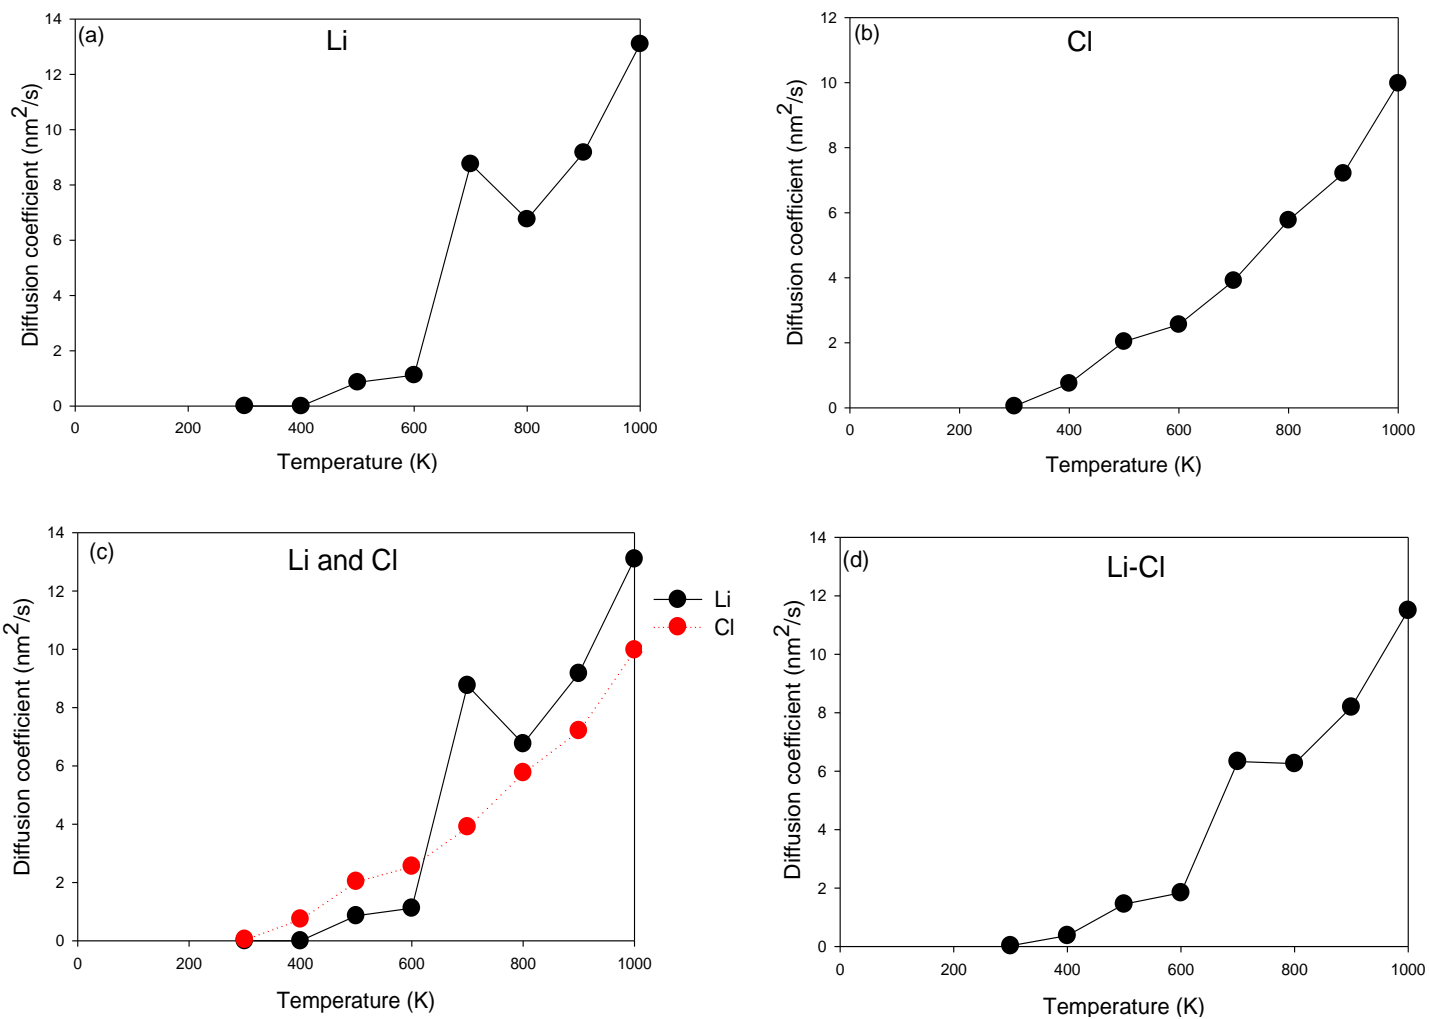 (a)
Li
Diffusion coefficient (nm²/s)
14
12
10
8
6
4
2
0
0 200 400 600 800 1000
Temperature (K)
(b)
Cl
Diffusion coefficient (nm²/s)
12
10
8
6
4
2
0
0 200 400 600 800 1000
Temperature (K)
(c)
Li and Cl
Diffusion coefficient (nm²/s)
14
12
10
8
6
4
2
0
0 200 400 600 800 1000
Temperature (K)
Li
Cl
(d)
Li-Cl
Diffusion coefficient (nm²/s)
14
12
10
8
6
4
2
0
0 200 400 600 800 1000
Temperature (K)